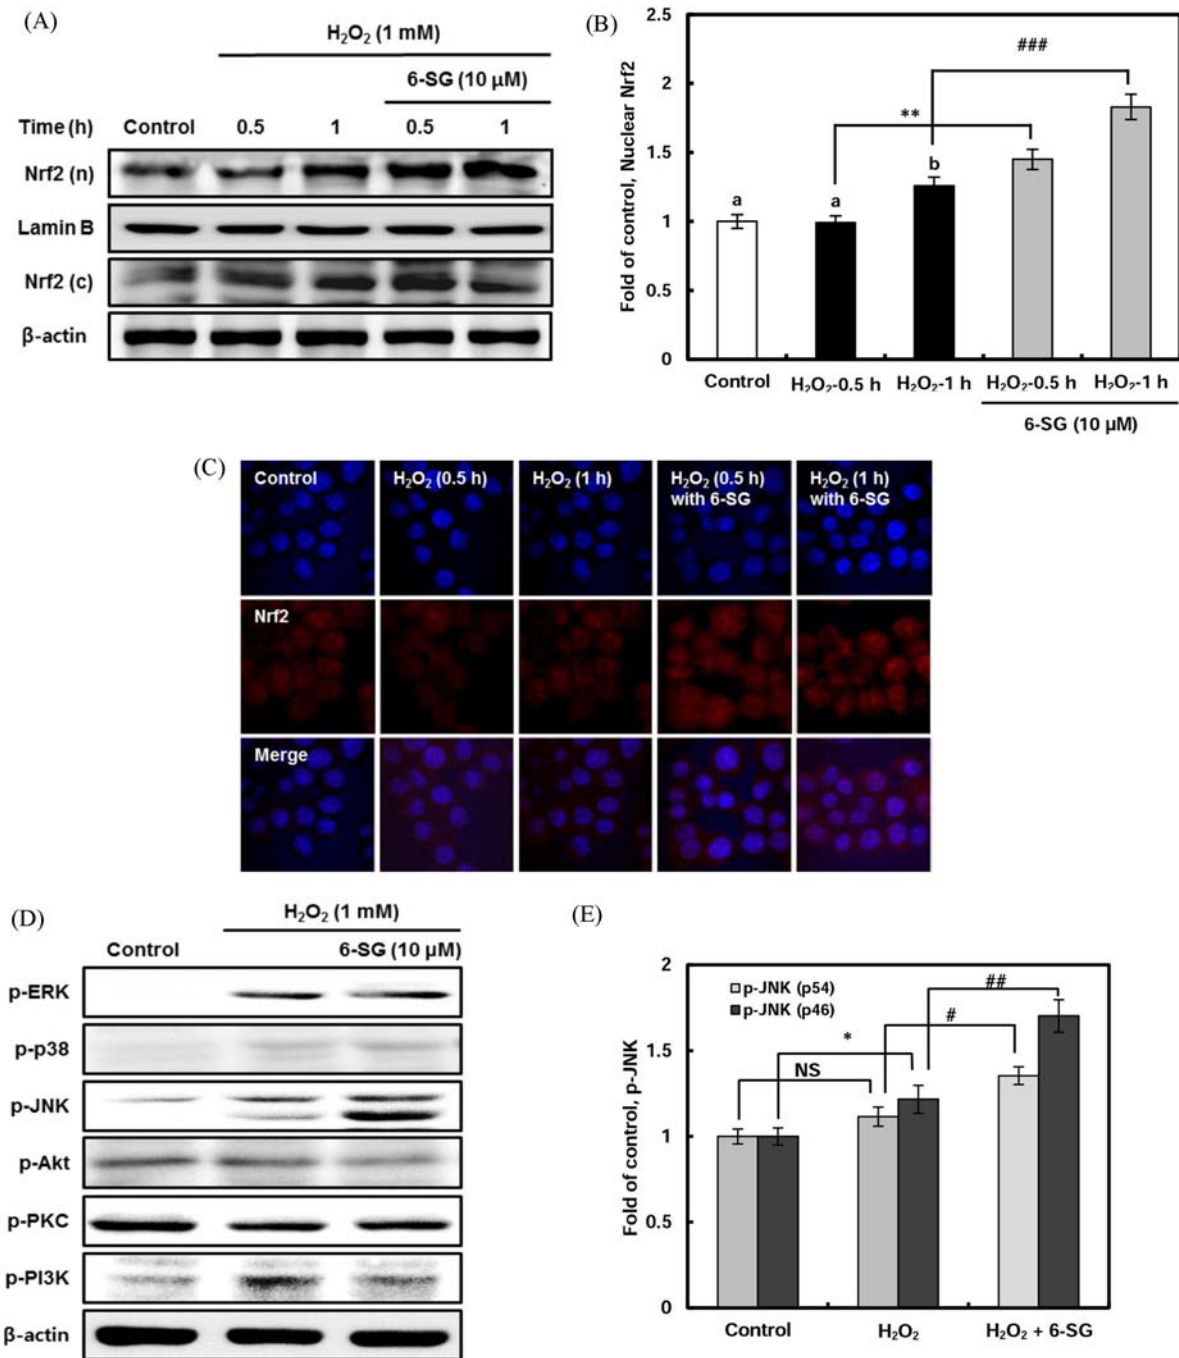 (A)
H₂O₂ (1 mM)
6-SG (10 μM)
Time (h) Control 0.5 1 0.5 1
Nrf2 (n)
Lamin B
Nrf2 (c)
β-actin
(B)
Fold of control, Nuclear Nrf2
2.5
2
1.5
1
0.5
0
a
a
b
**
###
Control H₂O₂-0.5 h H₂O₂-1 h H₂O₂-0.5 h H₂O₂-1 h
6-SG (10 μM)
(C)
Control H₂O₂ (0.5 h) H₂O₂ (1 h) H₂O₂ (0.5 h) H₂O₂ (1 h)
with 6-SG with 6-SG
Nrf2
Merge
(D)
H₂O₂ (1 mM)
Control 6-SG (10 μM)
p-ERK
p-p38
p-JNK
p-Akt
p-PKC
p-PI3K
β-actin
(E)
Fold of control, p-JNK
2
1.5
1
0.5
0
p-JNK (p54)
p-JNK (p46)
NS
*
#
##
Control H₂O₂ H₂O₂ + 6-SG